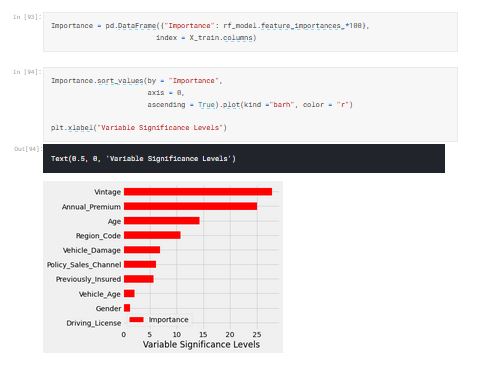 In [93]:
Importance = pd.DataFrame({"Importance": rf_model.feature_importances_*100},
index = X_train.columns)
In [94]:
Importance.sort_values(by = "Importance",
axis = 0,
ascending = True).plot(kind ="barh", color = "r")
plt.xlabel("Variable Significance Levels")
Out[94]:
Text(0.5, 0, 'Variable Significance Levels')
Vintage
Annual_Premium
Age
Region_Code
Vehicle_Damage
Policy_Sales_Channel
Previously_Insured
Vehicle_Age
Gender
Driving_License
Importance
0 5 10 15 20 25
Variable Significance Levels